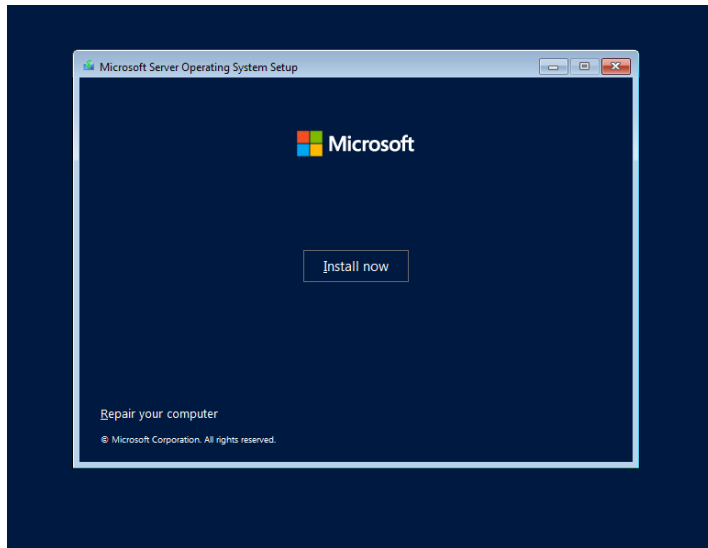 Microsoft Server Operating System Setup
Microsoft
Install now
Repair your computer
© Microsoft Corporation. All rights reserved.